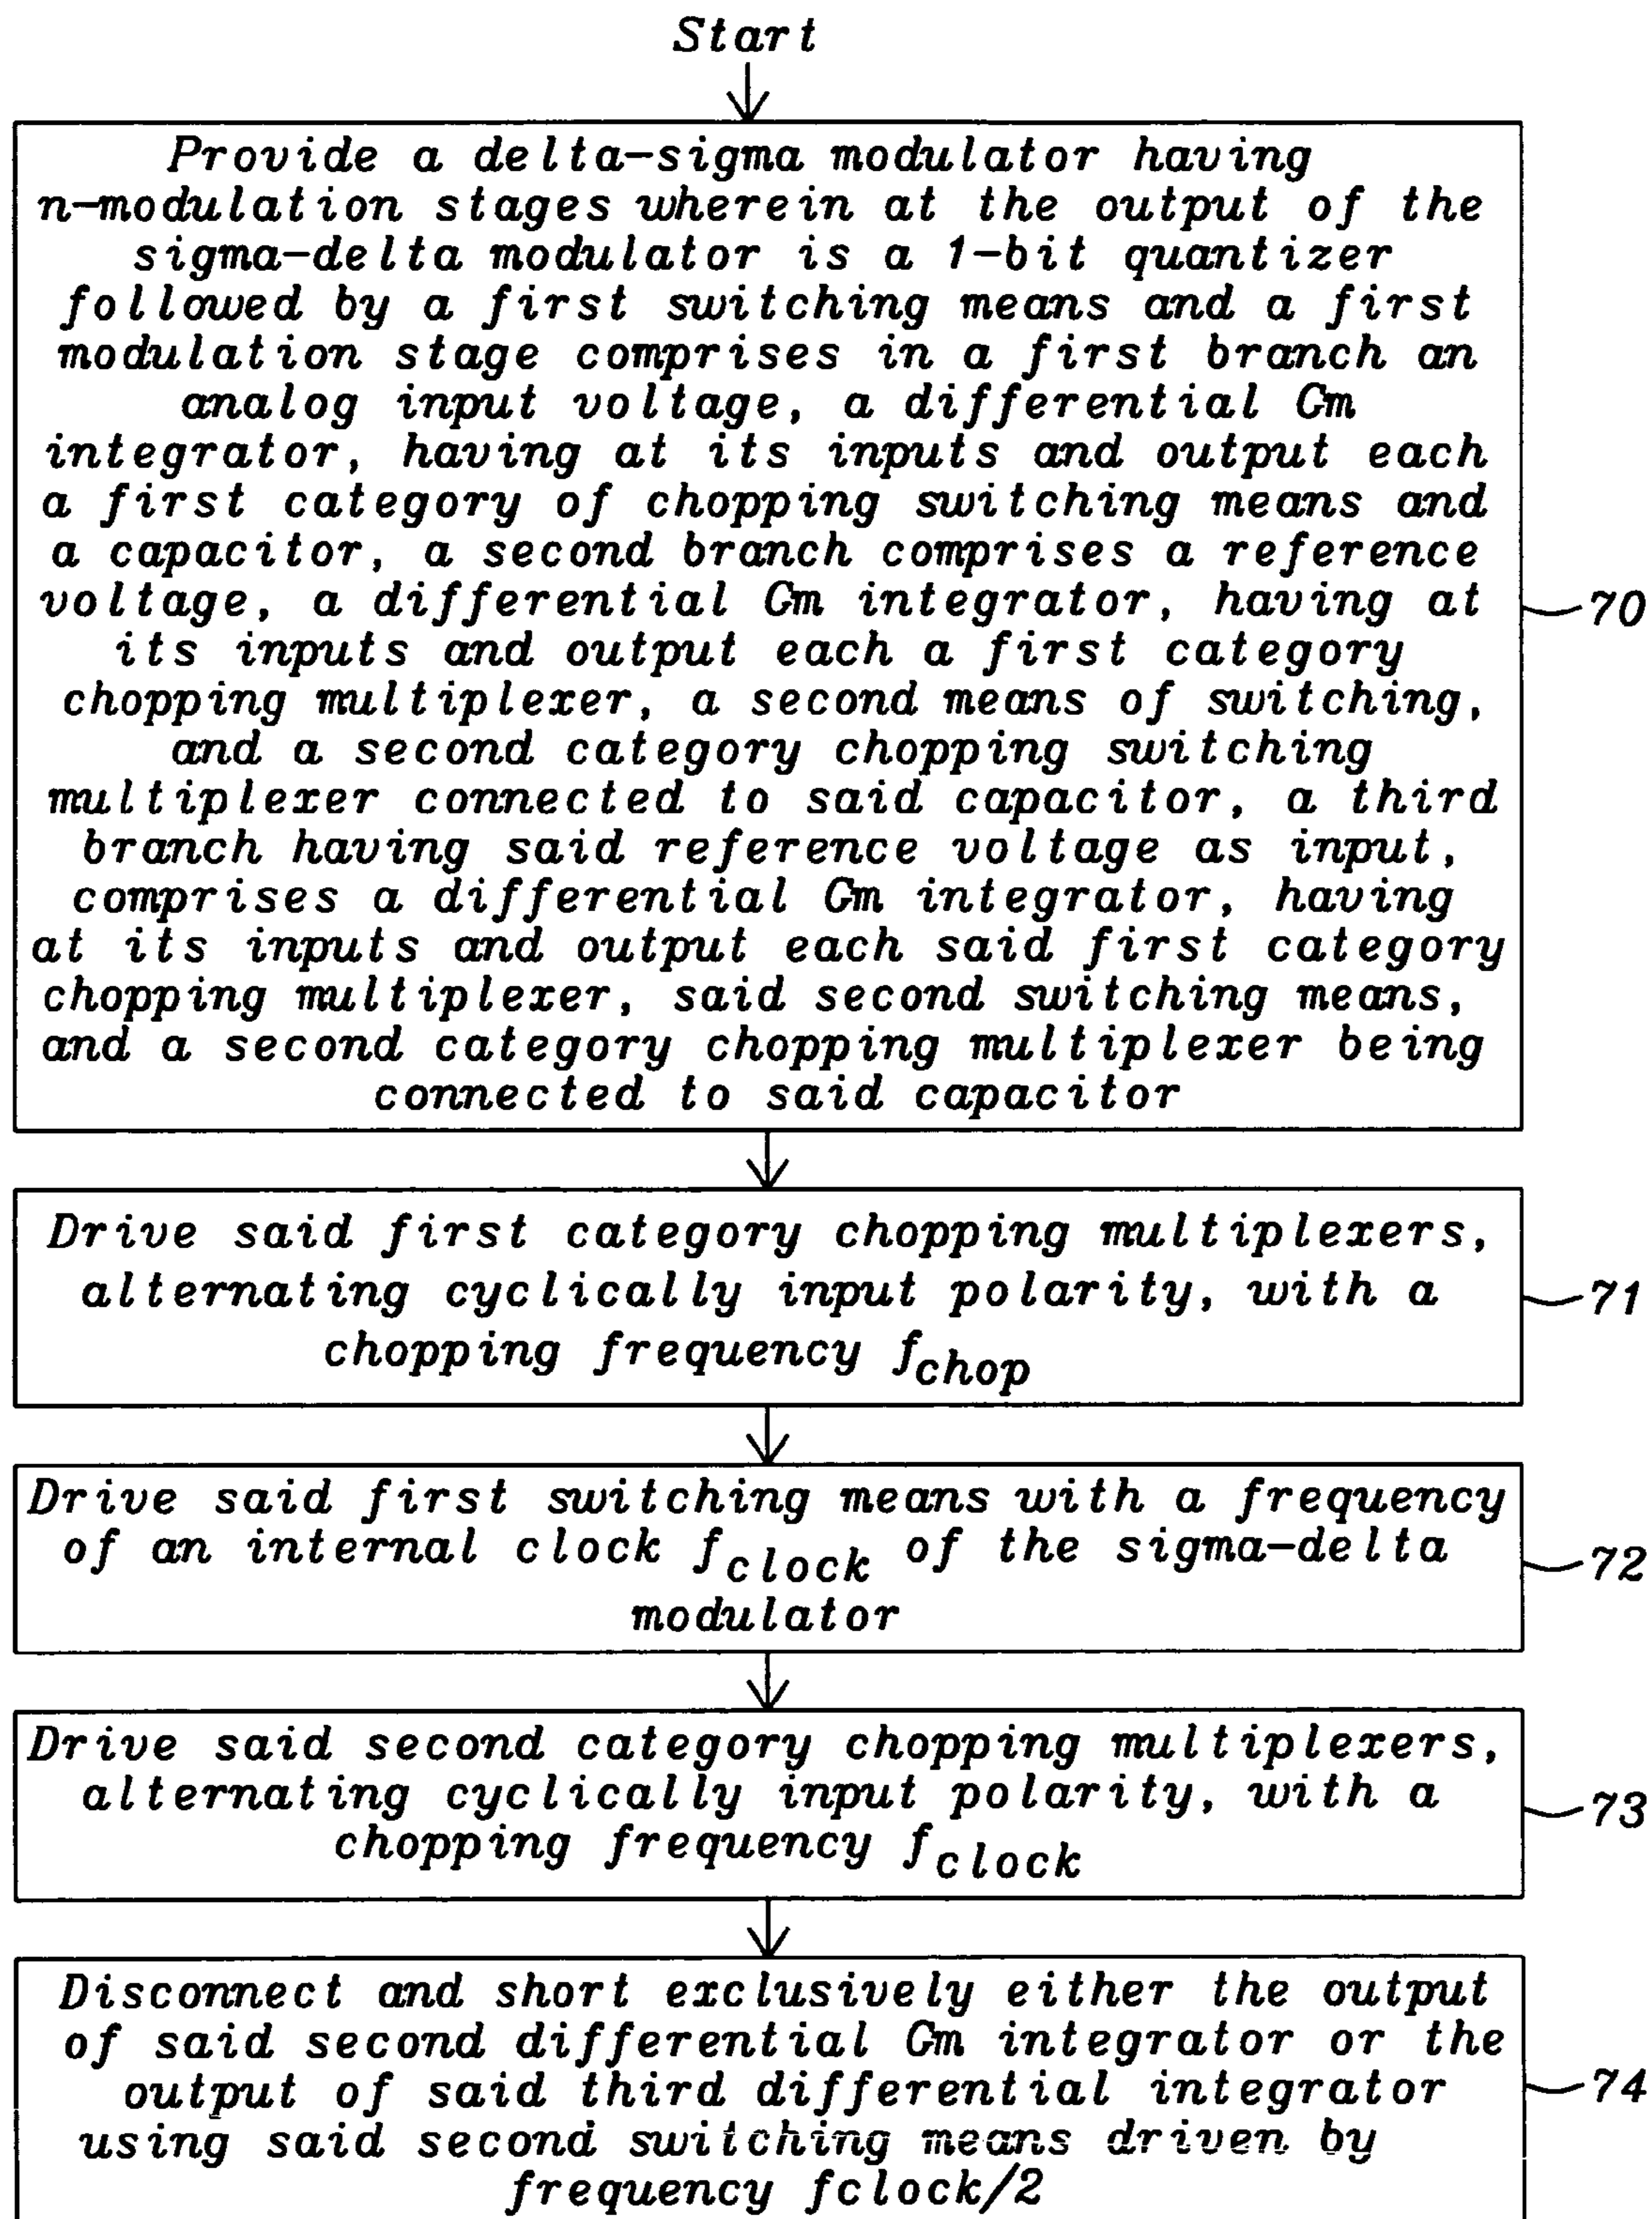 Start
Provide a delta-sigma modulator having
n-modulation stages wherein at the output of the
sigma-delta modulator is a 1-bit quantizer
followed by a first switching means and a first
modulation stage comprises in a first branch an
analog input voltage, a differential Gm
integrator, having at its inputs and output each
a first category of chopping switching means and
a capacitor, a second branch comprises a reference
voltage, a differential Gm integrator, having at
its inputs and output each a first category
chopping multiplexer, a second means of switching,
and a second category chopping switching
multiplexer connected to said capacitor, a third
branch having said reference voltage as input,
comprises a differential Gm integrator, having
at its inputs and output each said first category
chopping multiplexer, said second switching means,
and a second category chopping multiplexer being
connected to said capacitor
70
Drive said first category chopping multiplexers,
alternating cyclically input polarity, with a
chopping frequency fchop
71
Drive said first switching means with a frequency
of an internal clock fclock of the sigma-delta
modulator
72
Drive said second category chopping multiplexers,
alternating cyclically input polarity, with a
chopping frequency fclock
73
Disconnect and short exclusively either the output
of said second differential Gm integrator or the
output of said third differential integrator
using said second switching means driven by
frequency fclock/2
74